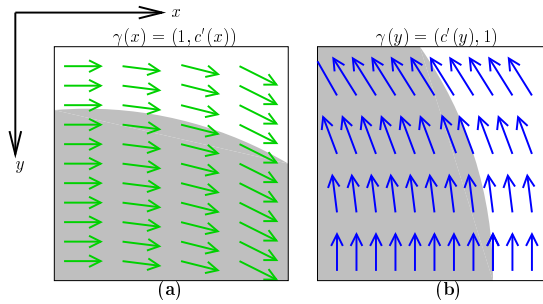 x
γ(x) = (1, c′(x))
γ(y) = (c′(y), 1)
y
(a)
(b)